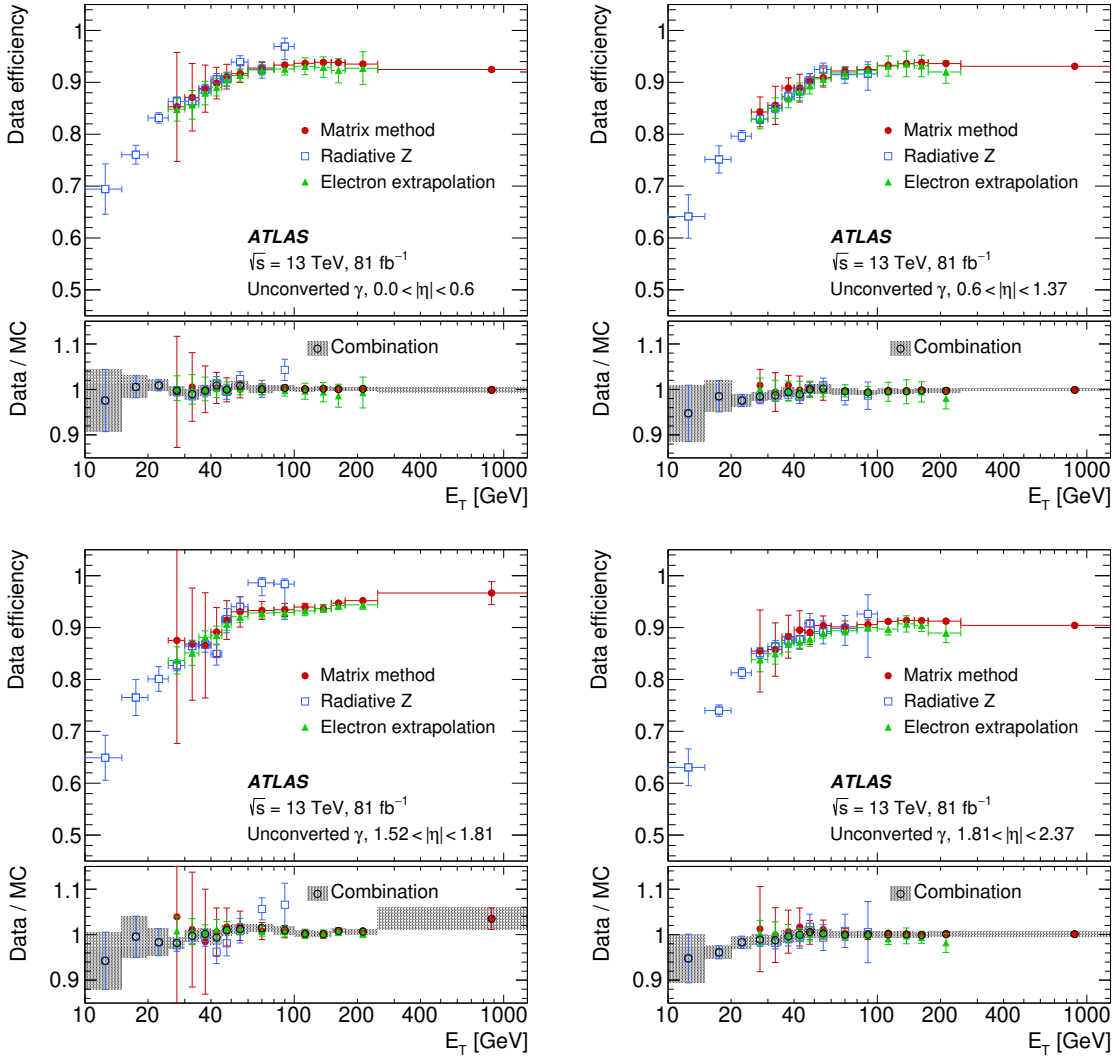 Data efficiency
1
0.9
0.8
0.7
0.6
0.5
Matrix method
Radiative Z
Electron extrapolation
ATLAS
√s = 13 TeV, 81 fb⁻¹
Unconverted γ, 0.0 < |η| < 0.6
Data / MC
1.1
1
0.9
Combination
10 20 40 100 200 1000
E_T [GeV]
Data efficiency
1
0.9
0.8
0.7
0.6
0.5
Matrix method
Radiative Z
Electron extrapolation
ATLAS
√s = 13 TeV, 81 fb⁻¹
Unconverted γ, 0.6 < |η| < 1.37
Data / MC
1.1
1
0.9
Combination
10 20 40 100 200 1000
E_T [GeV]
Data efficiency
1
0.9
0.8
0.7
0.6
0.5
Matrix method
Radiative Z
Electron extrapolation
ATLAS
√s = 13 TeV, 81 fb⁻¹
Unconverted γ, 1.52 < |η| < 1.81
Data / MC
1.1
1
0.9
Combination
10 20 40 100 200 1000
E_T [GeV]
Data efficiency
1
0.9
0.8
0.7
0.6
0.5
Matrix method
Radiative Z
Electron extrapolation
ATLAS
√s = 13 TeV, 81 fb⁻¹
Unconverted γ, 1.81 < |η| < 2.37
Data / MC
1.1
1
0.9
Combination
10 20 40 100 200 1000
E_T [GeV]